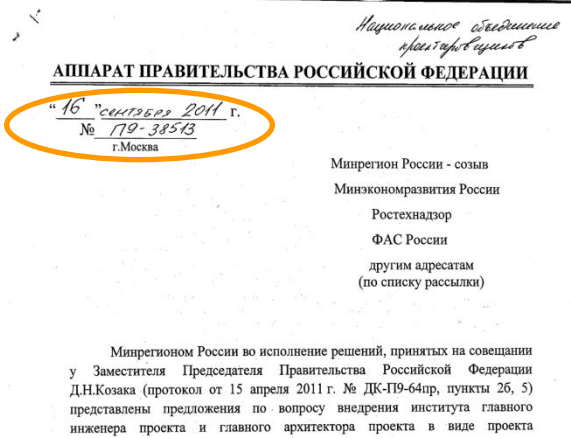 Национальное объединение
проектировщиков
АППАРАТ ПРАВИТЕЛЬСТВА РОССИЙСКОЙ ФЕДЕРАЦИИ
"16" сентября 2011 г.
№ П9-38513
г.Москва
Минрегион России - созыв
Минэкономразвития России
Ростехнадзор
ФАС России
другим адресатам
(по списку рассылки)
Минрегионом России во исполнение решений, принятых на совещании
у Заместителя Председателя Правительства Российской Федерации
Д.Н.Козака (протокол от 15 апреля 2011 г. № ДК-П9-64пр, пункты 2б, 5)
представлены предложения по вопросу внедрения института главного
инженера проекта и главного архитектора проекта в виде проекта